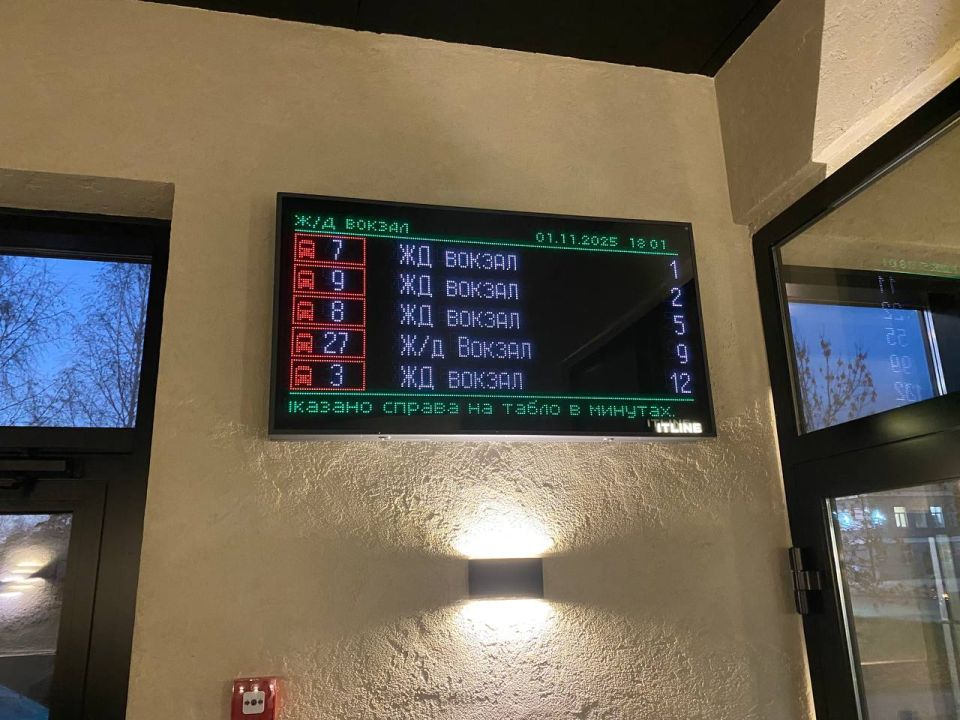 Ж/Д вокзал
01.11.2025 18:01
7 ЖД вокзал 1
9 ЖД вокзал 2
8 ЖД вокзал 5
27 Ж/д Вокзал 9
3 ЖД вокзал 12
справа на табло в минутах.
ITLINE